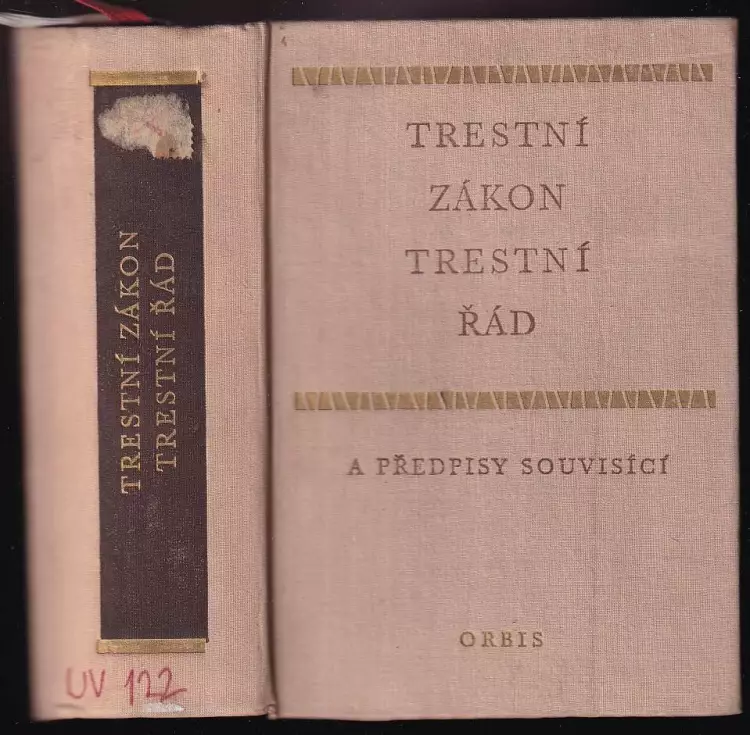 TRESTNÍ ZÁKON
TRESTNÍ ŘÁD
UV 122
TRESTNÍ
ZÁKON
TRESTNÍ
ŘÁD
A PŘEDPISY SOUVISÍCÍ
ORBIS